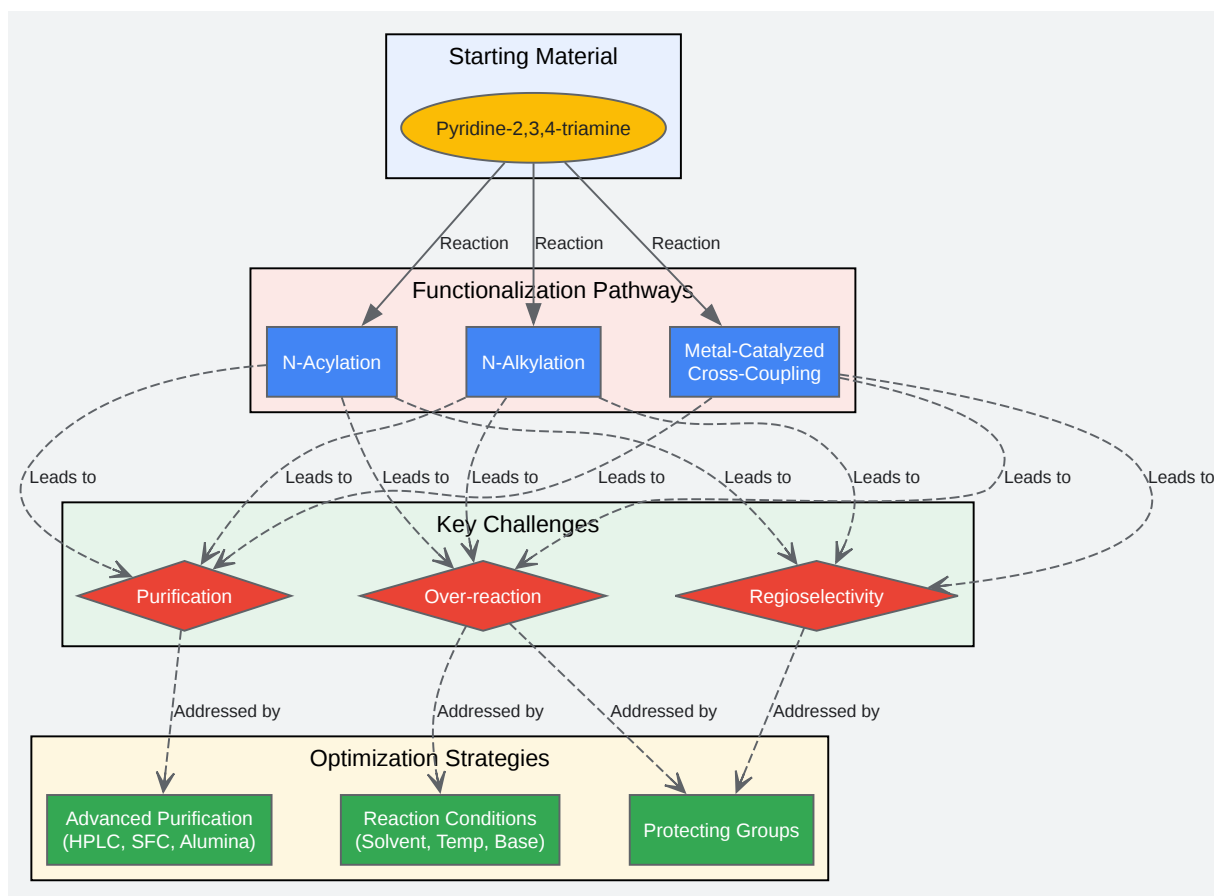 Starting Material
Pyridine-2,3,4-triamine
Reaction
Reaction
Reaction
Functionalization Pathways
N-Acylation
N-Alkylation
Metal-Catalyzed
Cross-Coupling
Leads to
Leads to
Leads to
Leads to
Leads to
Leads to
Leads to
Leads to
Leads to
Key Challenges
Purification
Over-reaction
Regioselectivity
Addressed by
Addressed by
Addressed by
Addressed by
Optimization Strategies
Advanced Purification
(HPLC, SFC, Alumina)
Reaction Conditions
(Solvent, Temp, Base)
Protecting Groups